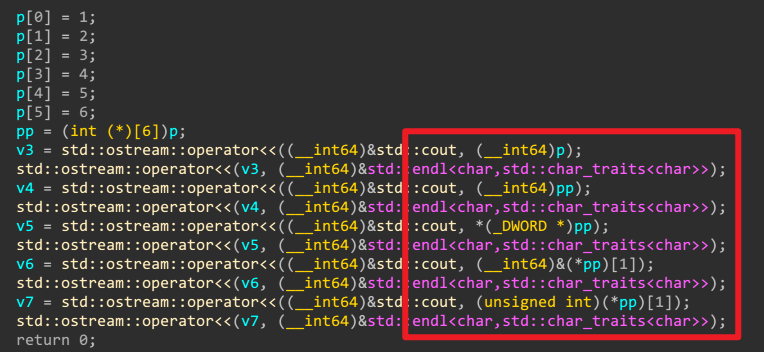 p[0] = 1;
p[1] = 2;
p[2] = 3;
p[3] = 4;
p[4] = 5;
p[5] = 6;
pp = (int (*)[6])p;
v3 = std::ostream::operator<<((__int64)&std::cout, (__int64)p);
std::ostream::operator<<(v3, (__int64)&std::endl<char,std::char_traits<char>>);
v4 = std::ostream::operator<<((__int64)&std::cout, (__int64)pp);
std::ostream::operator<<(v4, (__int64)&std::endl<char,std::char_traits<char>>);
v5 = std::ostream::operator<<((__int64)&std::cout, *(_DWORD *)pp);
std::ostream::operator<<(v5, (__int64)&std::endl<char,std::char_traits<char>>);
v6 = std::ostream::operator<<((__int64)&std::cout, (__int64)&(*pp)[1]);
std::ostream::operator<<(v6, (__int64)&std::endl<char,std::char_traits<char>>);
v7 = std::ostream::operator<<((__int64)&std::cout, (unsigned int)(*pp)[1]);
std::ostream::operator<<(v7, (__int64)&std::endl<char,std::char_traits<char>>);
return 0;